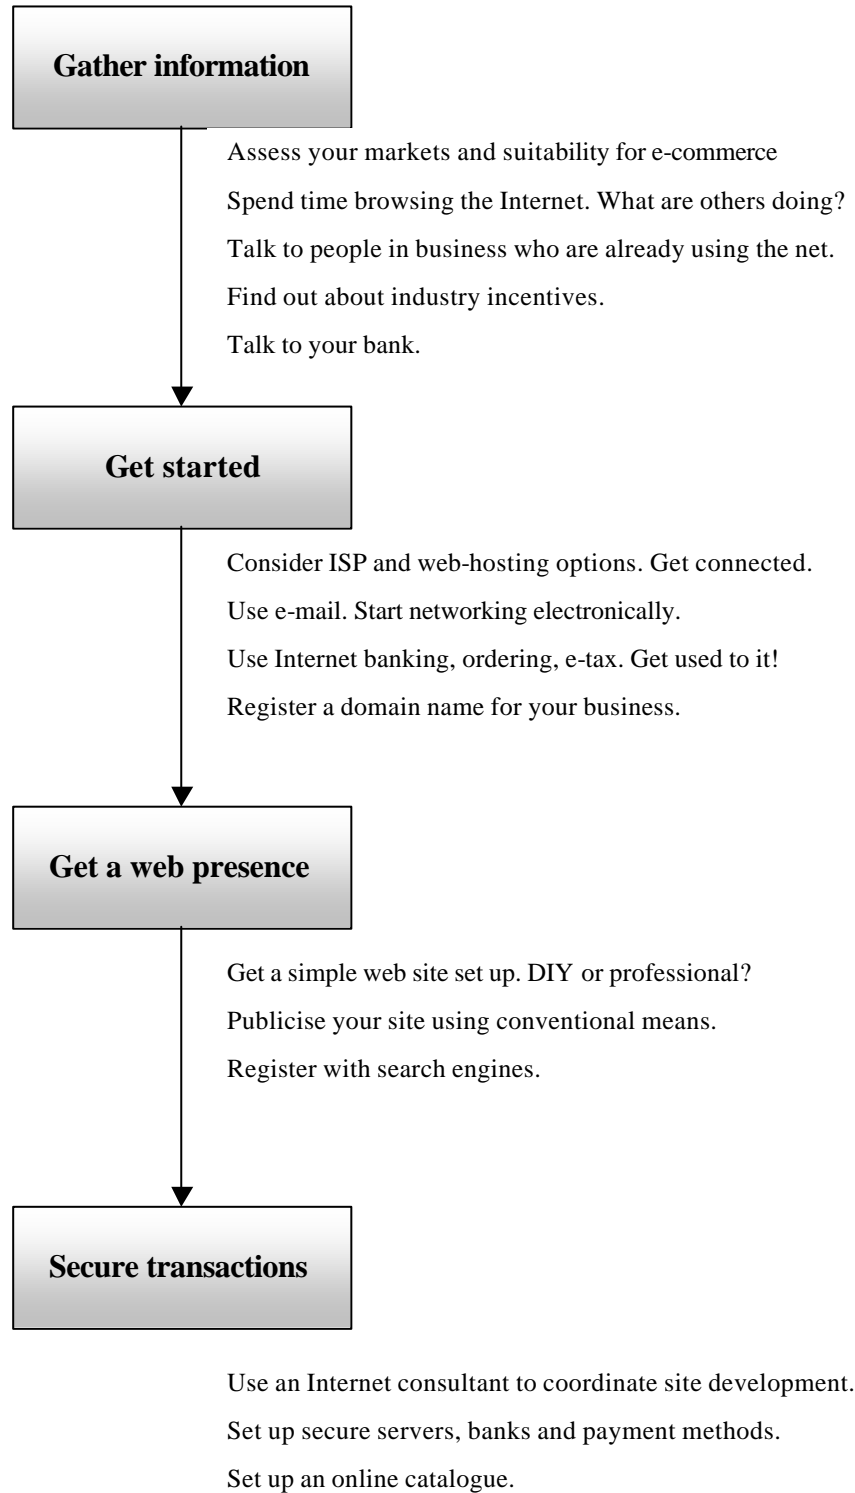 Gather information
Assess your markets and suitability for e-commerce
Spend time browsing the Internet. What are others doing?
Talk to people in business who are already using the net.
Find out about industry incentives.
Talk to your bank.
Get started
Consider ISP and web-hosting options. Get connected.
Use e-mail. Start networking electronically.
Use Internet banking, ordering, e-tax. Get used to it!
Register a domain name for your business.
Get a web presence
Get a simple web site set up. DIY or professional?
Publicise your site using conventional means.
Register with search engines.
Secure transactions
Use an Internet consultant to coordinate site development.
Set up secure servers, banks and payment methods.
Set up an online catalogue.